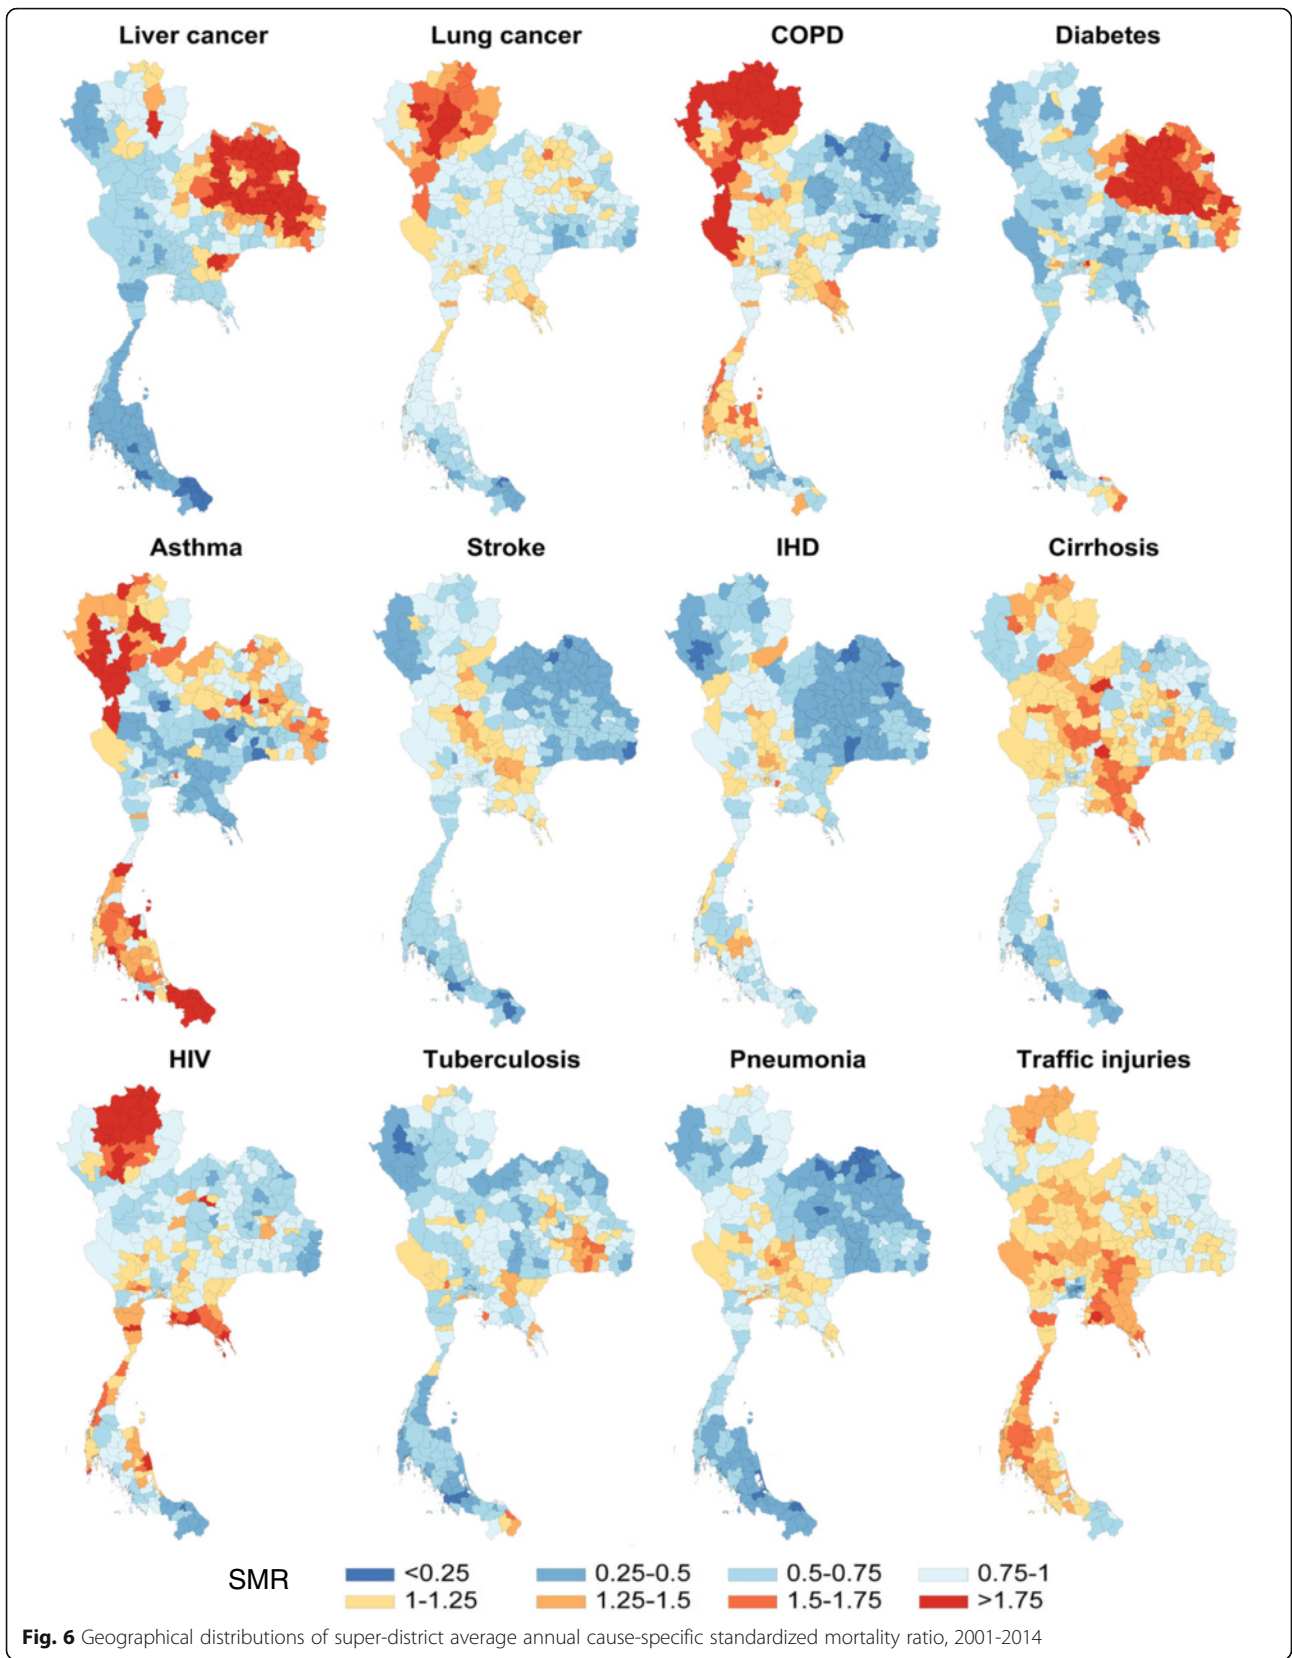 Liver cancer Lung cancer COPD Diabetes
Asthma Stroke IHD Cirrhosis
HIV Tuberculosis Pneumonia Traffic injuries
SMR <0.25 0.25-0.5 0.5-0.75 0.75-1
1-1.25 1.25-1.5 1.5-1.75 >1.75
Fig. 6 Geographical distributions of super-district average annual cause-specific standardized mortality ratio, 2001-2014